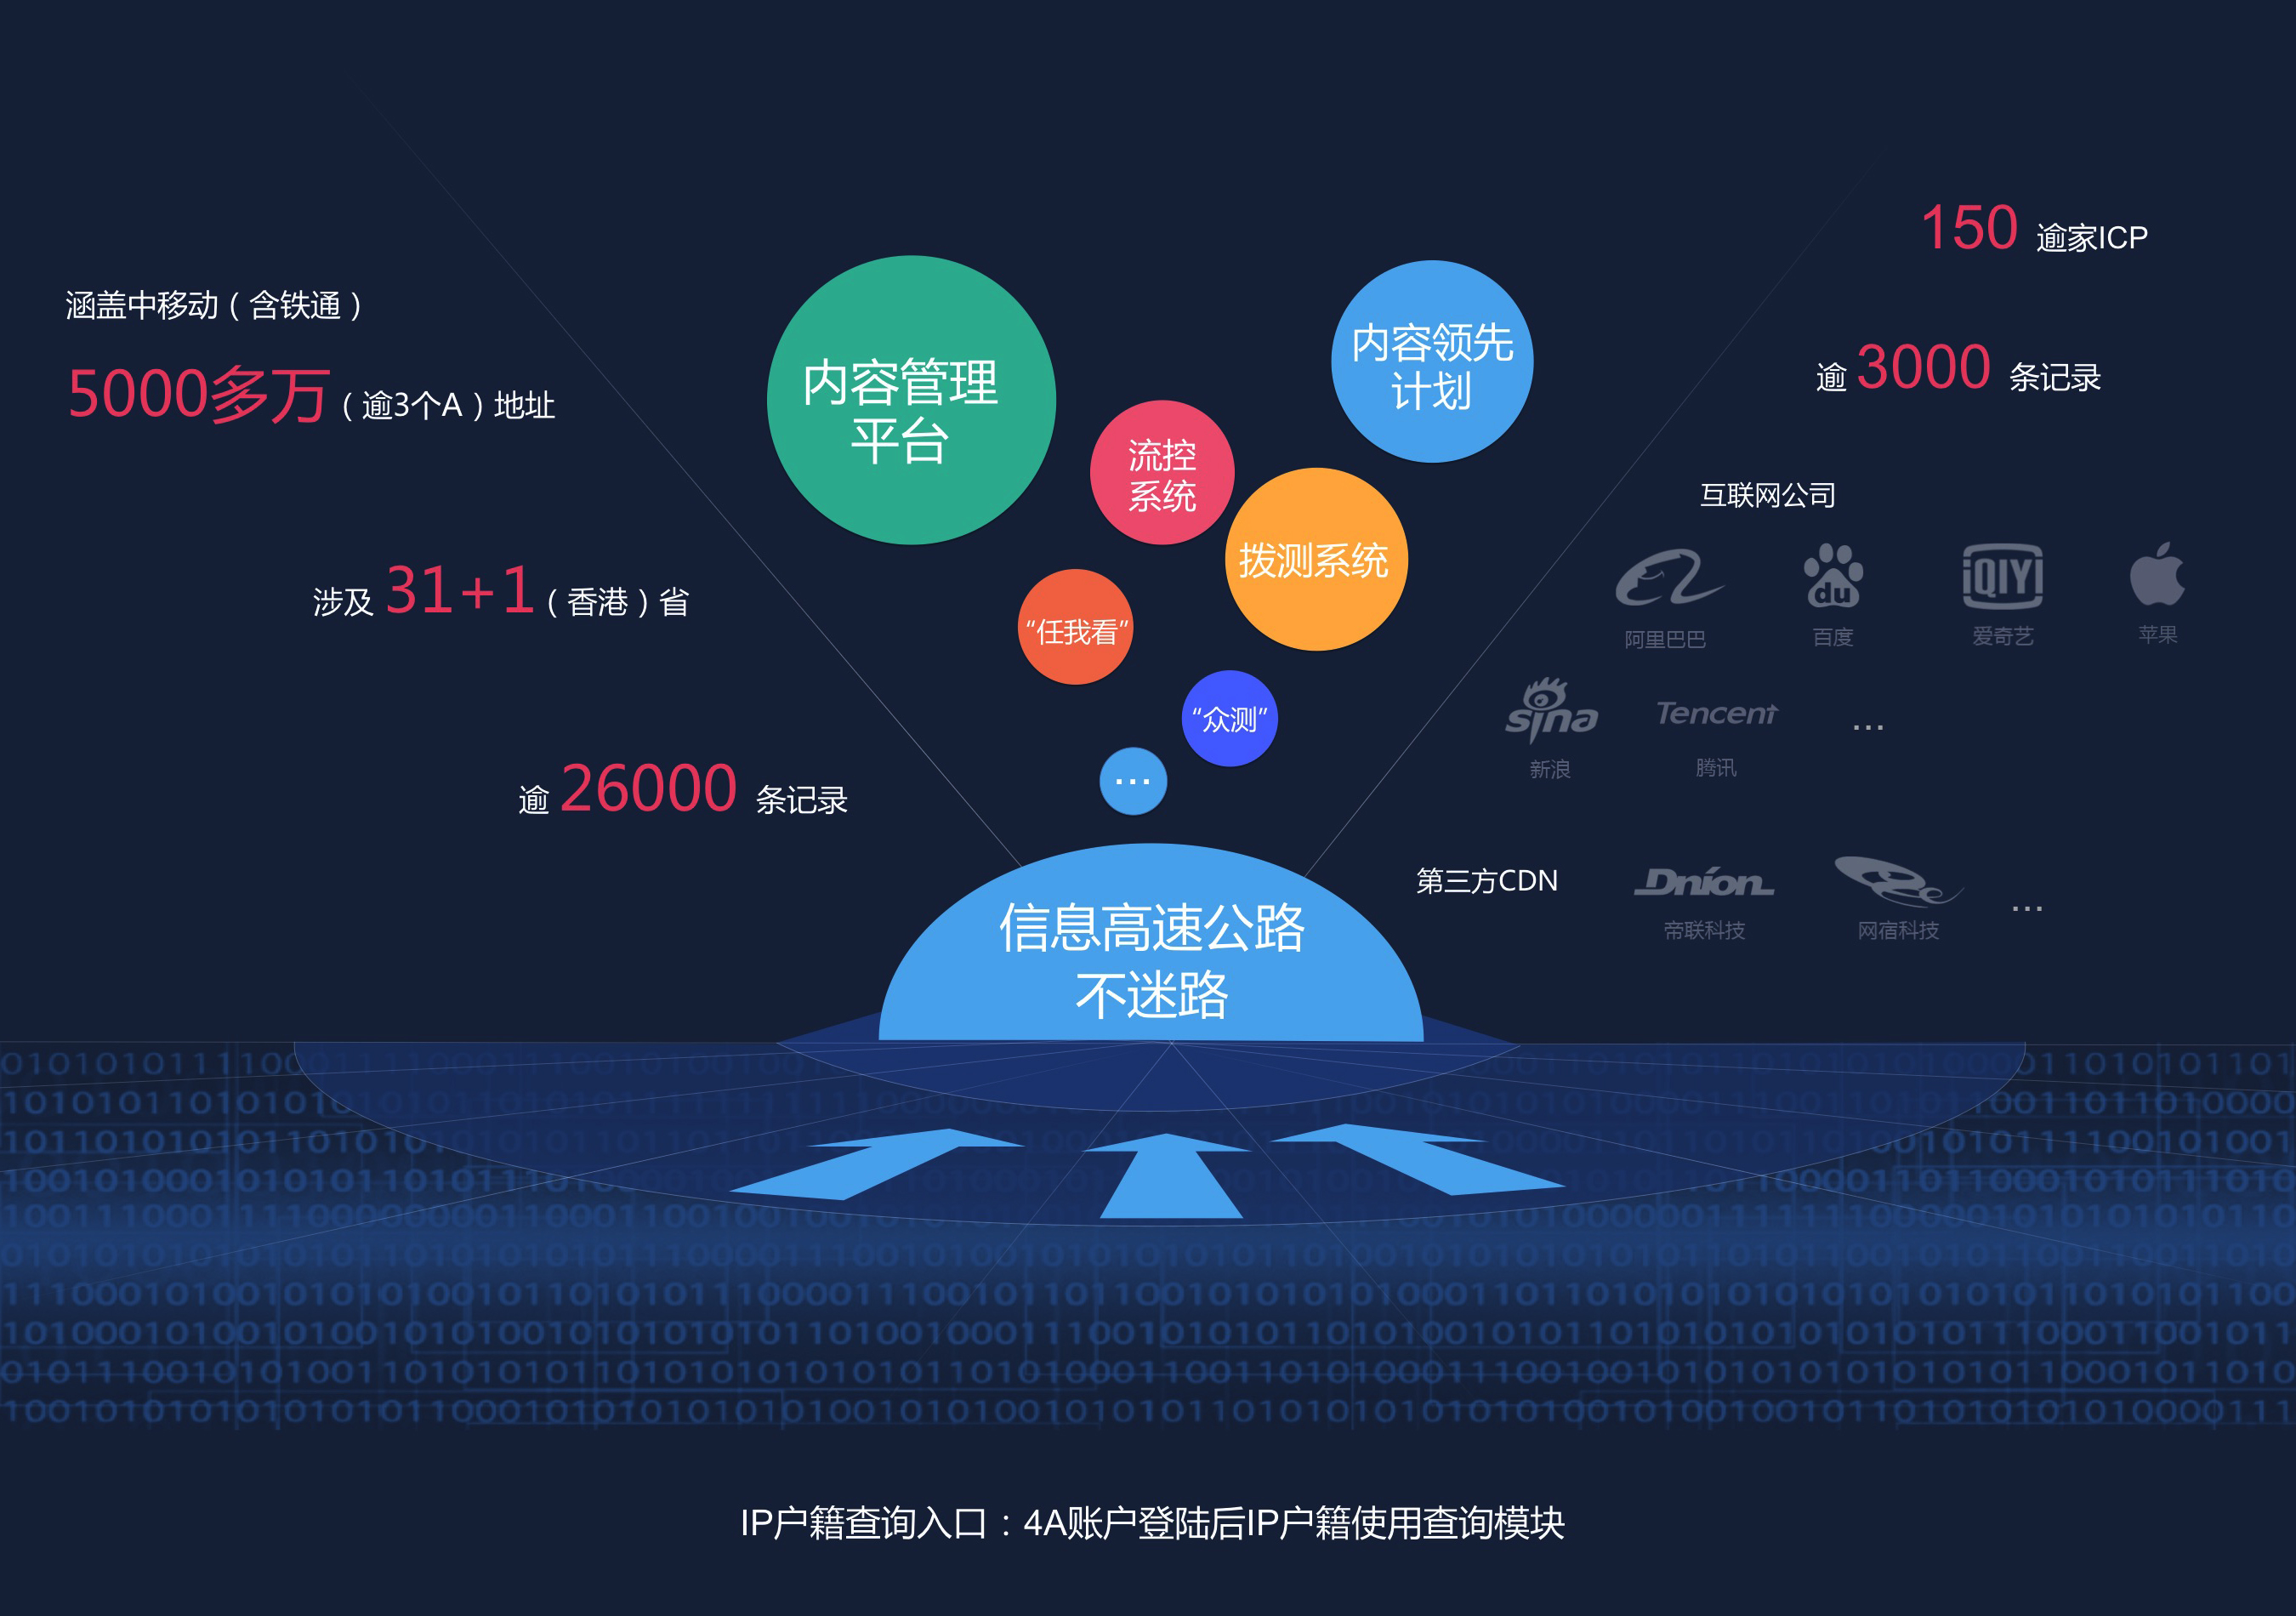 涵盖中移动（含铁通）
5000多万（逾3个A）地址
涉及 31+1（香港）省
逾 26000 条记录
内容管理
平台
内容领先
计划
流控
系统
拨测系统
“任我看”
“众测”
...
信息高速公路
不迷路
150 逾家ICP
逾 3000 条记录
互联网公司
du
iQIYI
阿里巴巴
百度
爱奇艺
苹果
sina
Tencent
...
新浪
腾讯
第三方CDN
Dnion
...
帝联科技
网宿科技
IP户籍查询入口：4A账户登陆后IP户籍使用查询模块